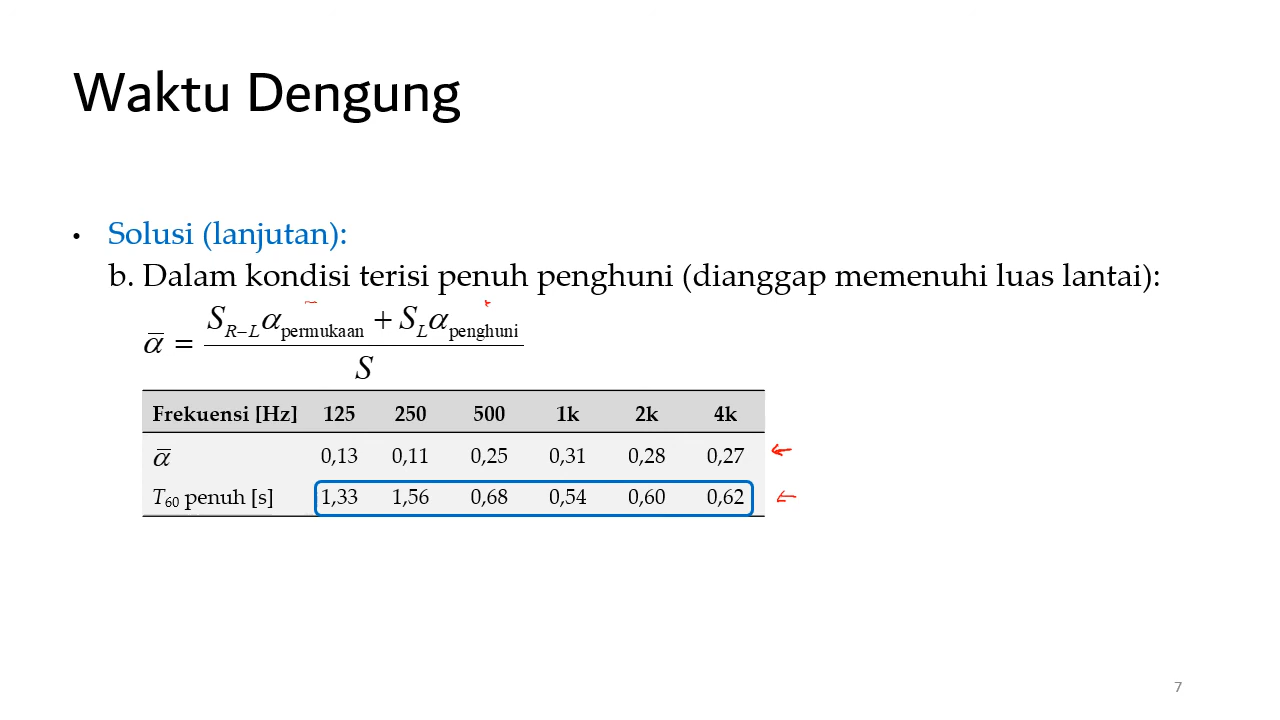 Waktu Dengung
• Solusi (lanjutan):
b. Dalam kondisi terisi penuh penghuni (dianggap memenuhi luas lantai):
ᾱ = (S_{R–L} α_{permukaan} + S_L α_{penghuni}) / S
Frekuensi [Hz] 125 250 500 1k 2k 4k
ᾱ 0,13 0,11 0,25 0,31 0,28 0,27
T₆₀ penuh [s] 1,33 1,56 0,68 0,54 0,60 0,62
7